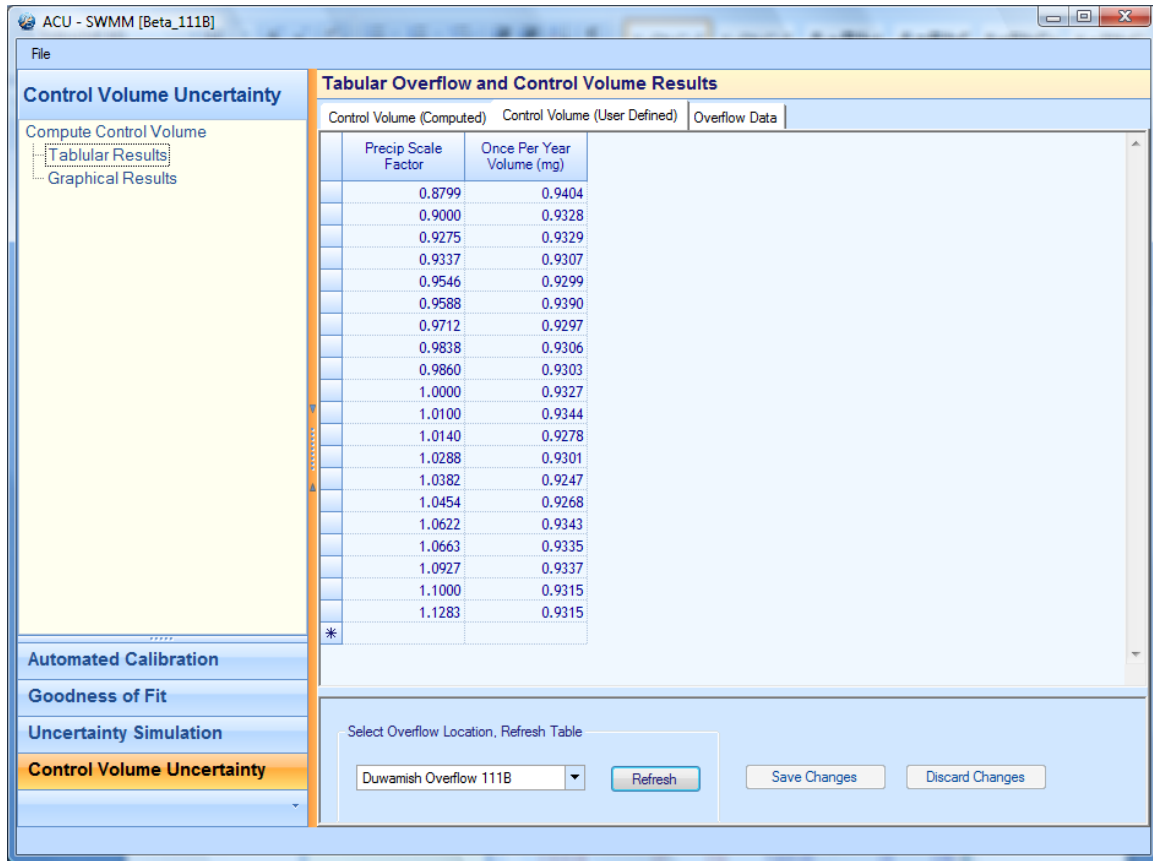 ACU - SWMM [Beta_111B]
File
Control Volume Uncertainty
Compute Control Volume
Tablular Results
Graphical Results
Tabular Overflow and Control Volume Results
Control Volume (Computed) Control Volume (User Defined) Overflow Data
Precip Scale Factor Once Per Year Volume (mg)
0.8799 0.9404
0.9000 0.9328
0.9275 0.9329
0.9337 0.9307
0.9546 0.9299
0.9588 0.9390
0.9712 0.9297
0.9838 0.9306
0.9860 0.9303
1.0000 0.9327
1.0100 0.9344
1.0140 0.9278
1.0288 0.9301
1.0382 0.9247
1.0454 0.9268
1.0622 0.9343
1.0663 0.9335
1.0927 0.9337
1.1000 0.9315
1.1283 0.9315
Automated Calibration
Goodness of Fit
Uncertainty Simulation
Control Volume Uncertainty
Select Overflow Location, Refresh Table
Duwamish Overflow 111B Refresh Save Changes Discard Changes